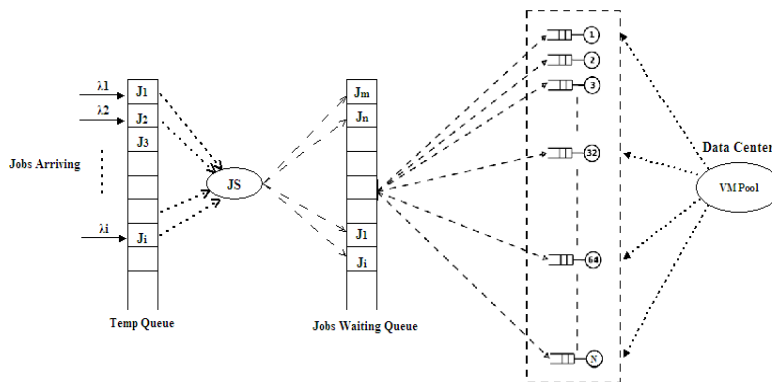 λ1
J1
λ2
J2
J3
Jobs Arriving
λi
Ji
Temp Queue
JS
Jm
Jn
J1
Ji
Jobs Waiting Queue
1
2
3
32
64
N
Data Center
VM Pool